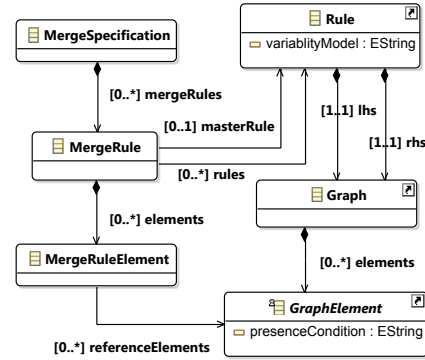 MergeSpecification
Rule
variablityModel : EString
[0..*] mergeRules
[1..1] lhs
[0..1] masterRule
[1..1] rhs
MergeRule
[0..*] rules
Graph
[0..*] elements
MergeRuleElement
[0..*] elements
GraphElement
presenceCondition : EString
[0..*] referenceElements